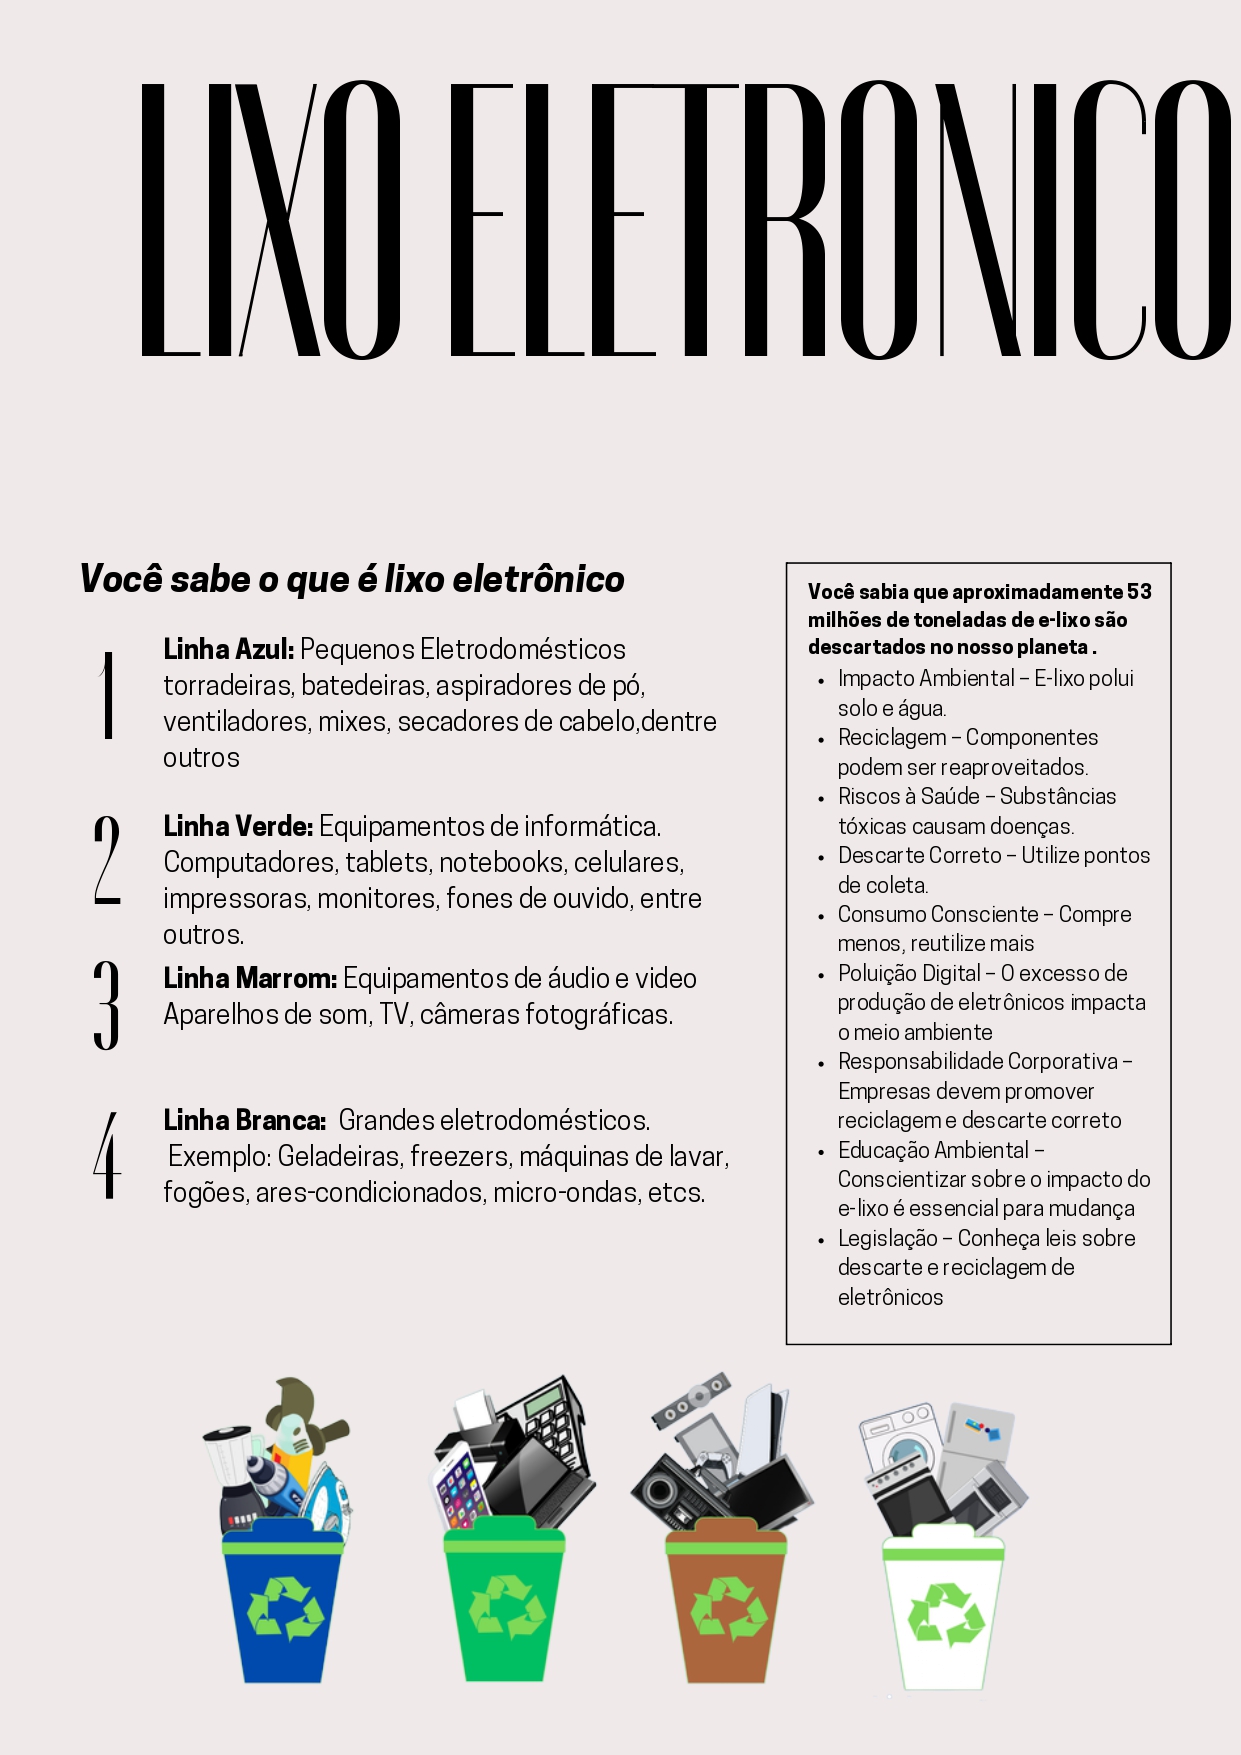 LIXO ELETRONICO
Você sabe o que é lixo eletrônico
1
Linha Azul: Pequenos Eletrodomésticos
torradeiras, batedeiras, aspiradores de pó,
ventiladores, mixes, secadores de cabelo,dentre
outros
2
Linha Verde: Equipamentos de informática.
Computadores, tablets, notebooks, celulares,
impressoras, monitores, fones de ouvido, entre
outros.
3
Linha Marrom: Equipamentos de áudio e video
Aparelhos de som, TV, câmeras fotográficas.
4
Linha Branca: Grandes eletrodomésticos.
Exemplo: Geladeiras, freezers, máquinas de lavar,
fogões, ares-condicionados, micro-ondas, etcs.
Você sabia que aproximadamente 53
milhões de toneladas de e-lixo são
descartados no nosso planeta .
• Impacto Ambiental – E-lixo polui
solo e água.
• Reciclagem – Componentes
podem ser reaproveitados.
• Riscos à Saúde – Substâncias
tóxicas causam doenças.
• Descarte Correto – Utilize pontos
de coleta.
• Consumo Consciente – Compre
menos, reutilize mais
• Poluição Digital – O excesso de
produção de eletrônicos impacta
o meio ambiente
• Responsabilidade Corporativa –
Empresas devem promover
reciclagem e descarte correto
• Educação Ambiental –
Conscientizar sobre o impacto do
e-lixo é essencial para mudança
• Legislação – Conheça leis sobre
descarte e reciclagem de
eletrônicos